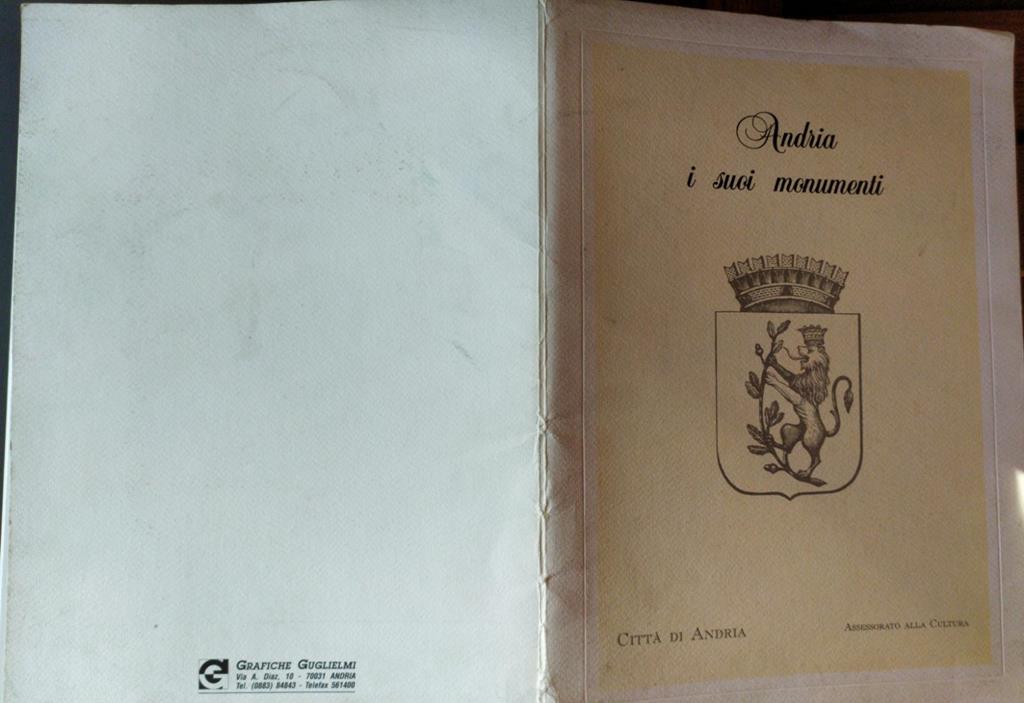 Andria
i suoi monumenti
CITTÀ DI ANDRIA
ASSESSORATO ALLA CULTURA
GRAFICHE GUGLIELMI
Via A. Diaz, 10 - 70031 ANDRIA
Tel. (0883) 84843 - Telefax 561400